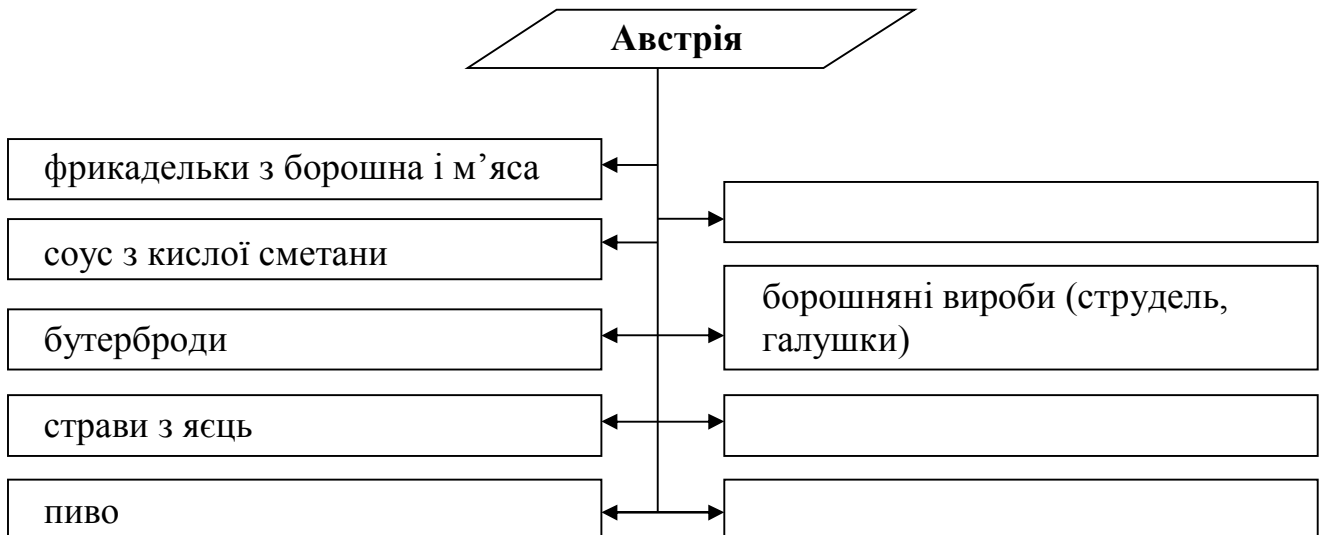 Австрія
фрикадельки з борошна і м’яса
соус з кислої сметани
бутерброди
страви з яєць
пиво
борошняні вироби (струдель,
галушки)